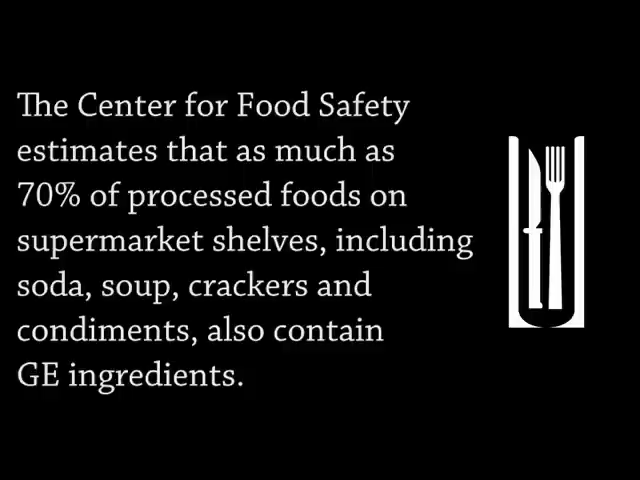 The Center for Food Safety
estimates that as much as
70% of processed foods on
supermarket shelves, including
soda, soup, crackers and
condiments, also contain
GE ingredients.